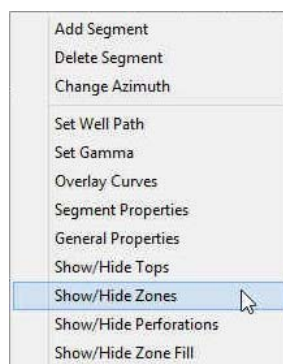 Add Segment
Delete Segment
Change Azimuth
Set Well Path
Set Gamma
Overlay Curves
Segment Properties
General Properties
Show/Hide Tops
Show/Hide Zones
Show/Hide Perforations
Show/Hide Zone Fill